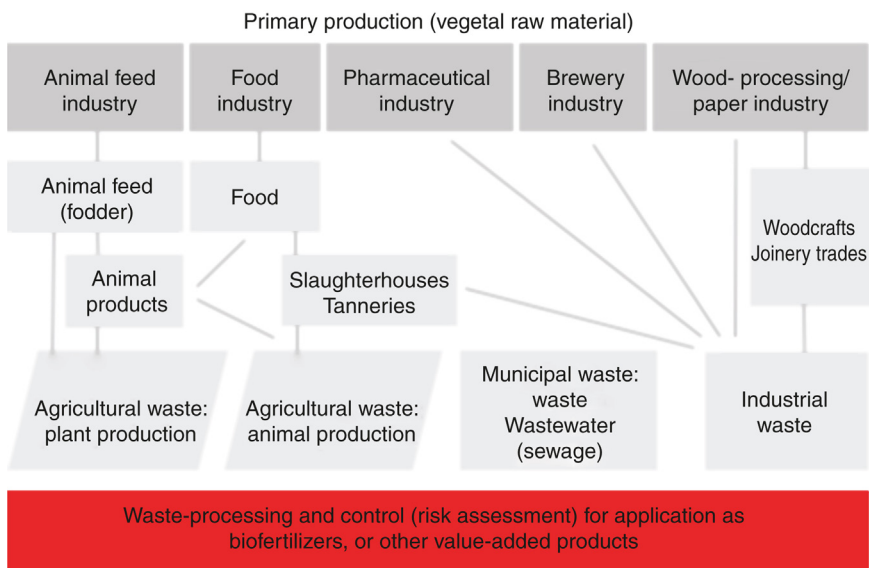 Primary production (vegetal raw material)
Animal feed
industry
Food
industry
Pharmaceutical
industry
Brewery
industry
Wood- processing/
paper industry
Animal feed
(fodder)
Food
Woodcrafts
Joinery trades
Animal
products
Slaughterhouses
Tanneries
Agricultural waste:
plant production
Agricultural waste:
animal production
Municipal waste:
waste
Wastewater
(sewage)
Industrial
waste
Waste-processing and control (risk assessment) for application as
biofertilizers, or other value-added products